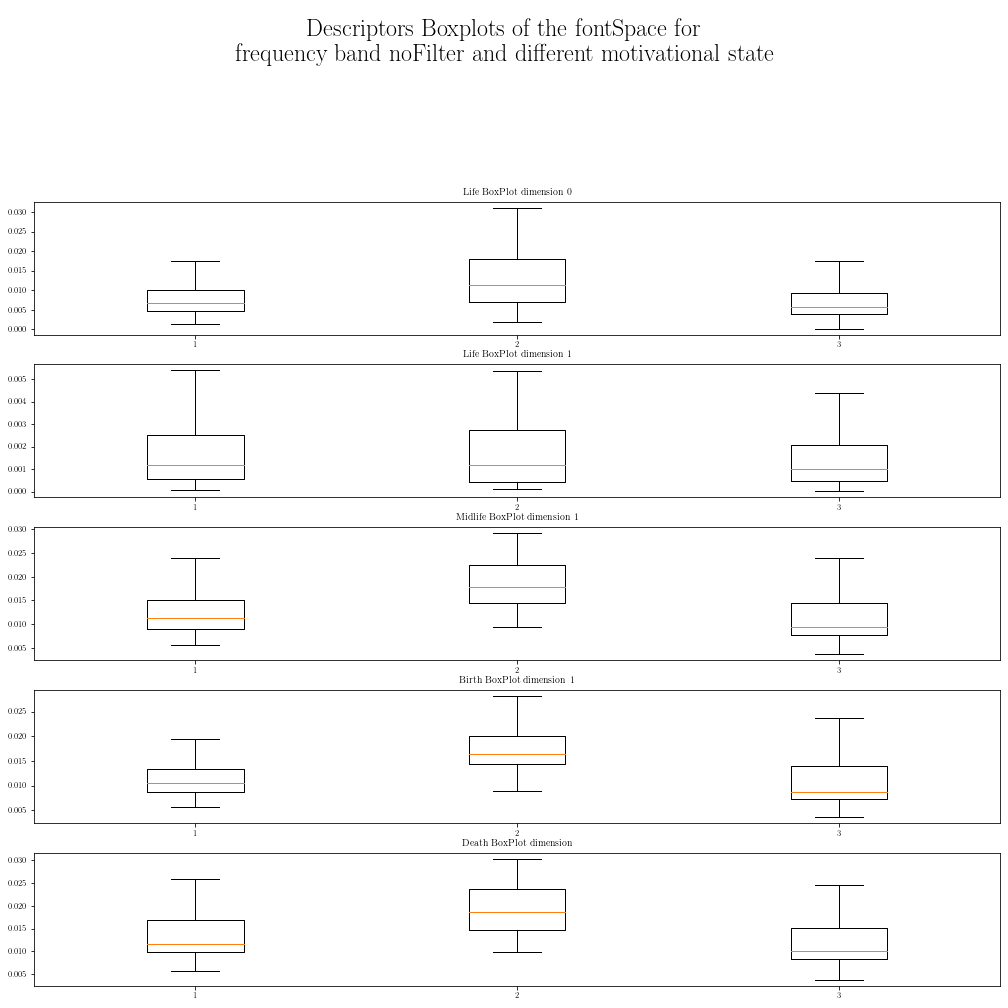 Descriptors Boxplots of the fontSpace for
frequency band noFilter and different motivational state
Life BoxPlot dimension 0
0.030
0.025
0.020
0.015
0.010
0.005
0.000
1 2 3
Life BoxPlot dimension 1
0.005
0.004
0.003
0.002
0.001
0.000
1 2 3
Midlife BoxPlot dimension 1
0.030
0.025
0.020
0.015
0.010
0.005
1 2 3
Birth BoxPlot dimension 1
0.025
0.020
0.015
0.010
0.005
1 2 3
Death BoxPlot dimension
0.030
0.025
0.020
0.015
0.010
0.005
1 2 3